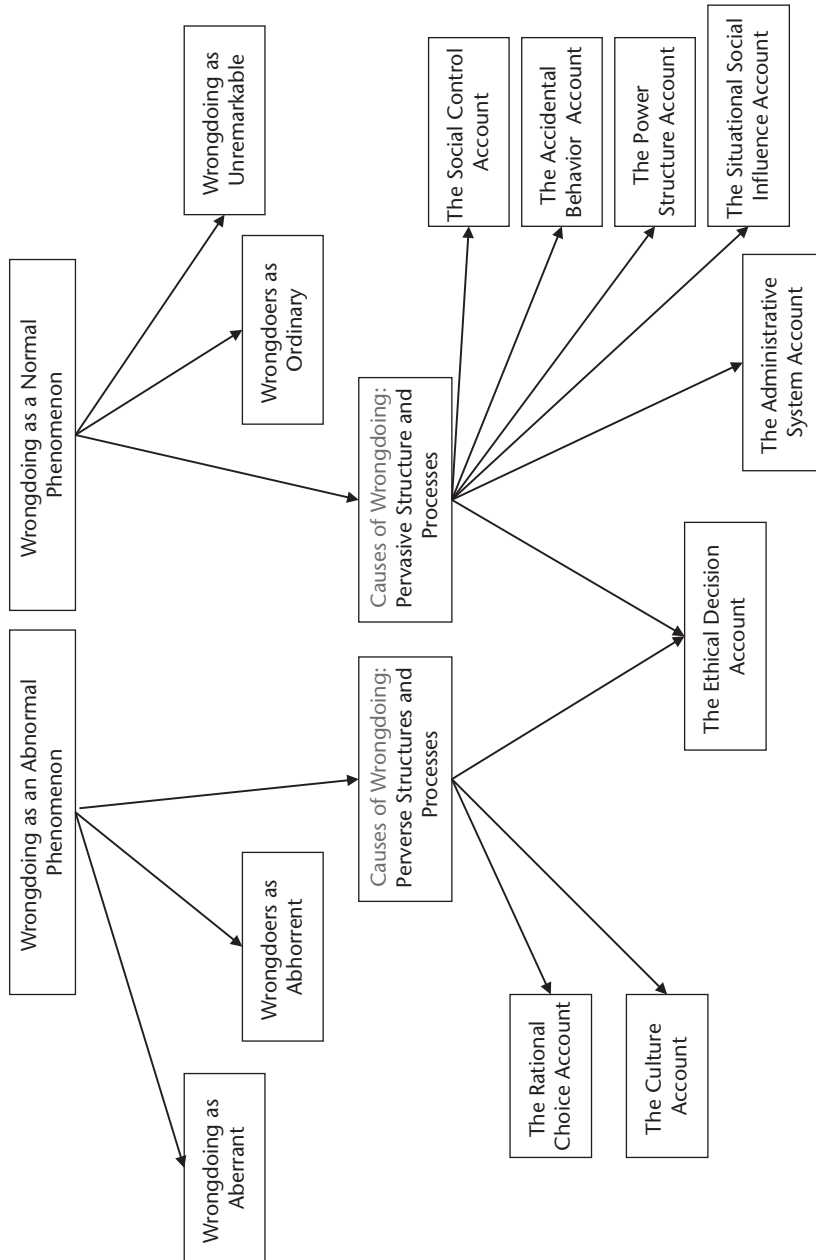 Wrongdoing as an Abnormal
Phenomenon
Wrongdoing as a Normal
Phenomenon
Wrongdoing as
Aberrant
Wrongdoers as
Abhorrent
Wrongdoers as
Ordinary
Wrongdoing as
Unremarkable
Causes of Wrongdoing:
Perverse Structures and
Processes
Causes of Wrongdoing:
Pervasive Structure and
Processes
The Rational
Choice Account
The Culture
Account
The Ethical Decision
Account
The Administrative
System Account
The Situational Social
Influence Account
The Power
Structure Account
The Accidental
Behavior Account
The Social Control
Account